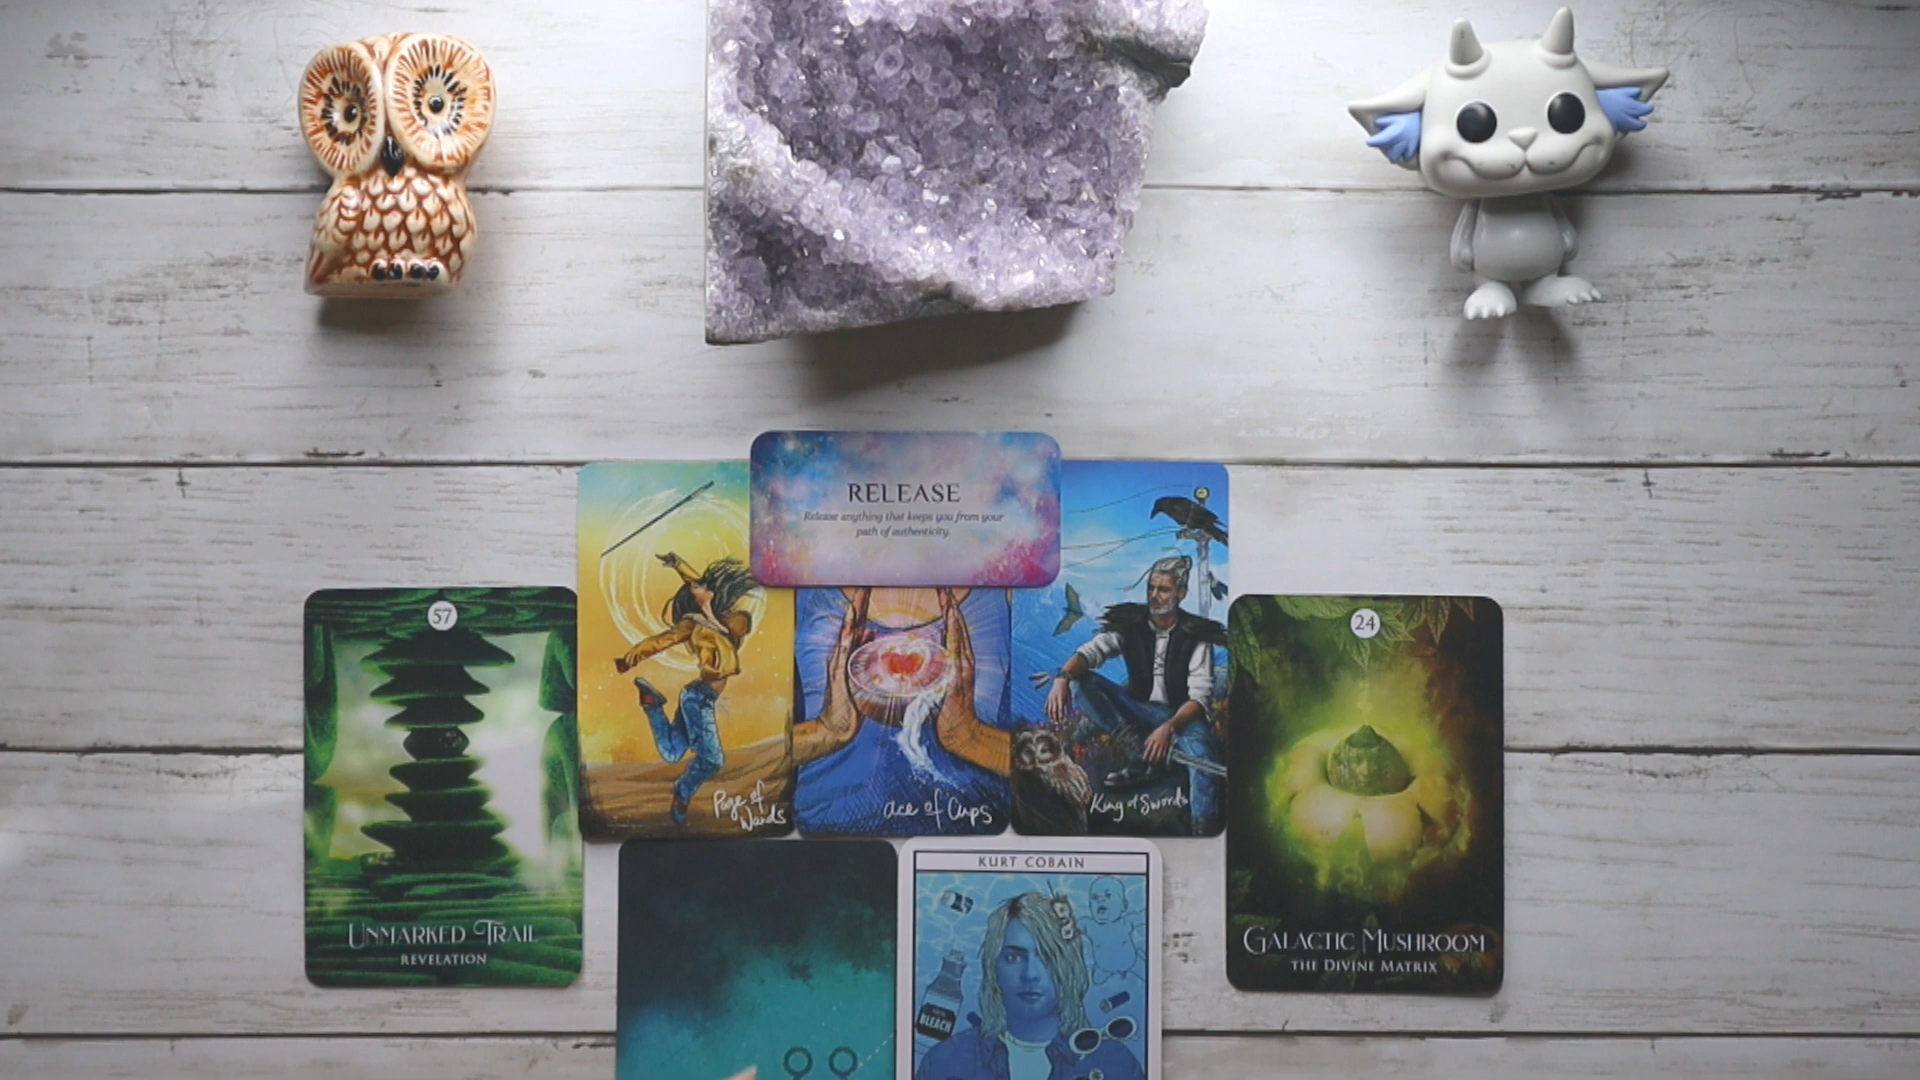 RELEASE
Release anything that keeps you from your
path of authenticity.
57
UNMARKED TRAIL
REVELATION
Page of
Wands
ace of Cups
King of Swords
24
GALACTIC MUSHROOM
THE DIVINE MATRIX
KURT COBAIN
BLEACH